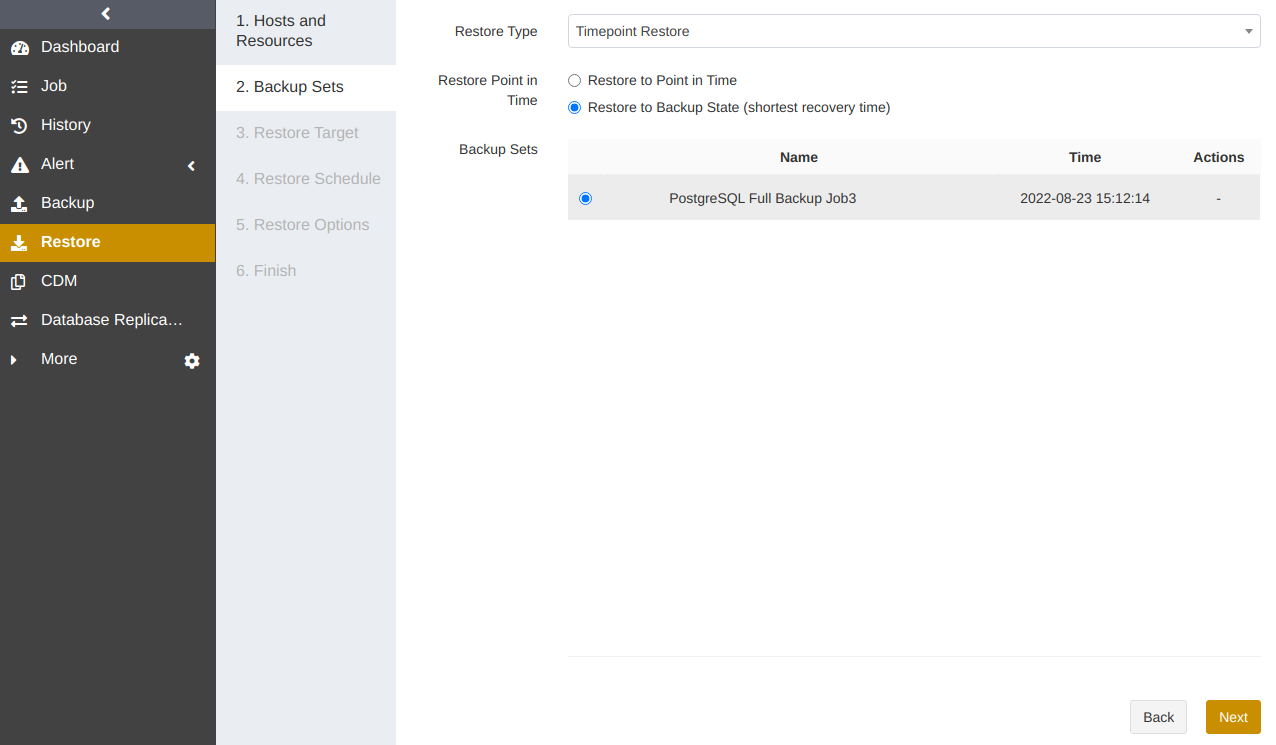 Dashboard
Job
History
Alert
Backup
Restore
CDM
Database Replica…
More
1. Hosts and
Resources
2. Backup Sets
3. Restore Target
4. Restore Schedule
5. Restore Options
6. Finish
Restore Type
Timepoint Restore
Restore Point in
Time
Restore to Point in Time
Restore to Backup State (shortest recovery time)
Backup Sets
Name Time Actions
PostgreSQL Full Backup Job3 2022-08-23 15:12:14 -
Back Next